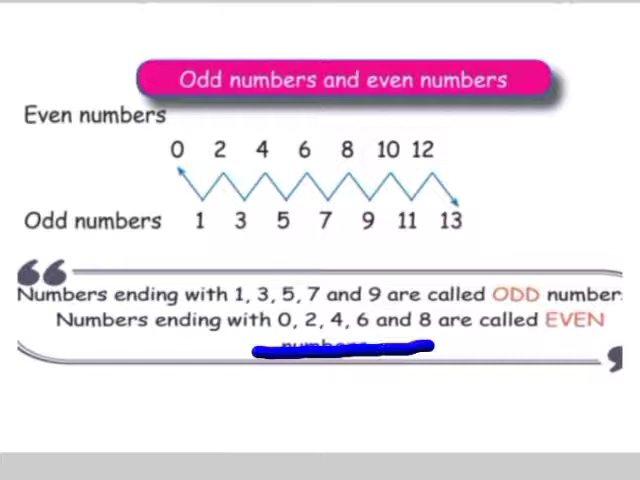 Odd numbers and even numbers
Even numbers
0 2 4 6 8 10 12
Odd numbers 1 3 5 7 9 11 13
Numbers ending with 1, 3, 5, 7 and 9 are called ODD number
Numbers ending with 0, 2, 4, 6 and 8 are called EVEN